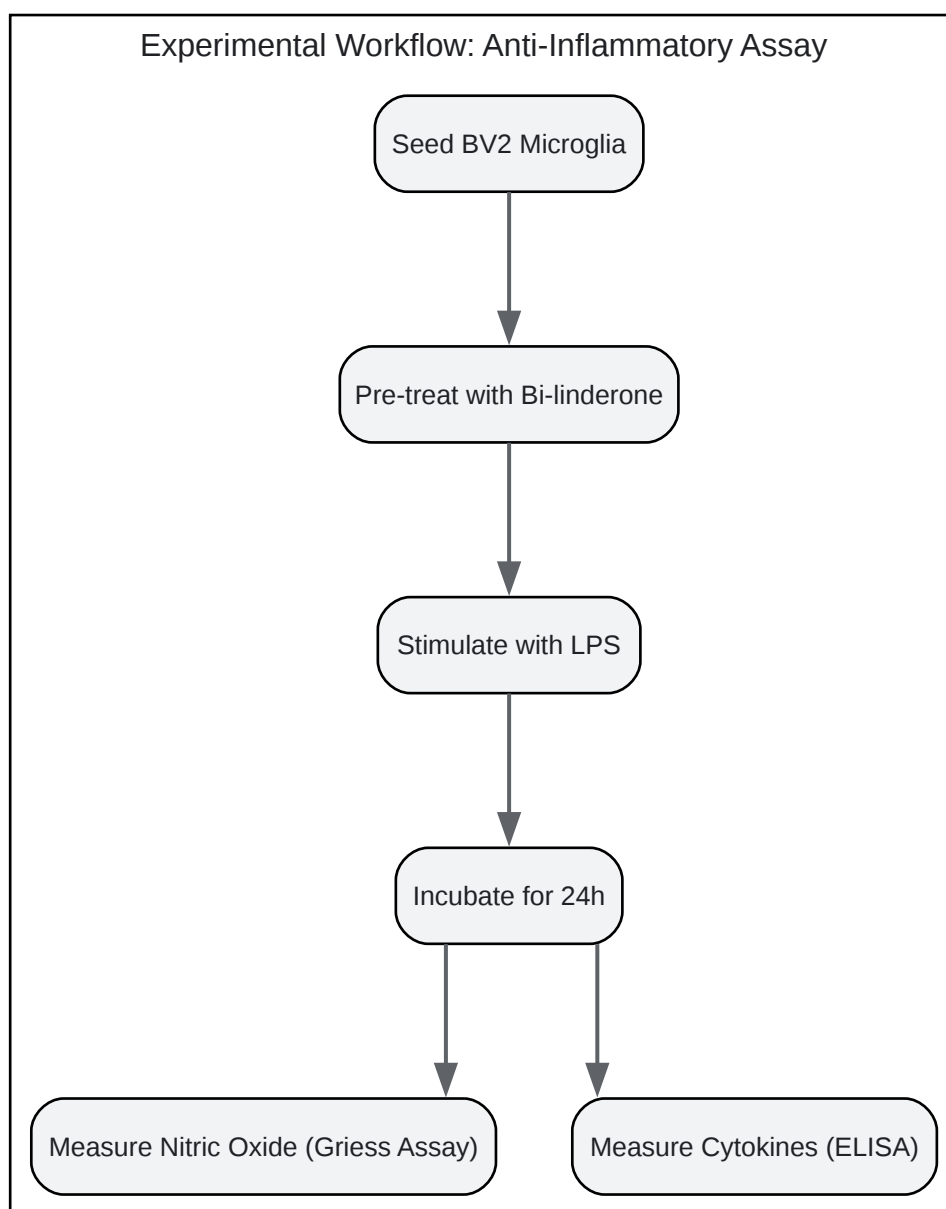 Experimental Workflow: Anti-Inflammatory Assay
Seed BV2 Microglia
Pre-treat with Bi-linderone
Stimulate with LPS
Incubate for 24h
Measure Nitric Oxide (Griess Assay)
Measure Cytokines (ELISA)